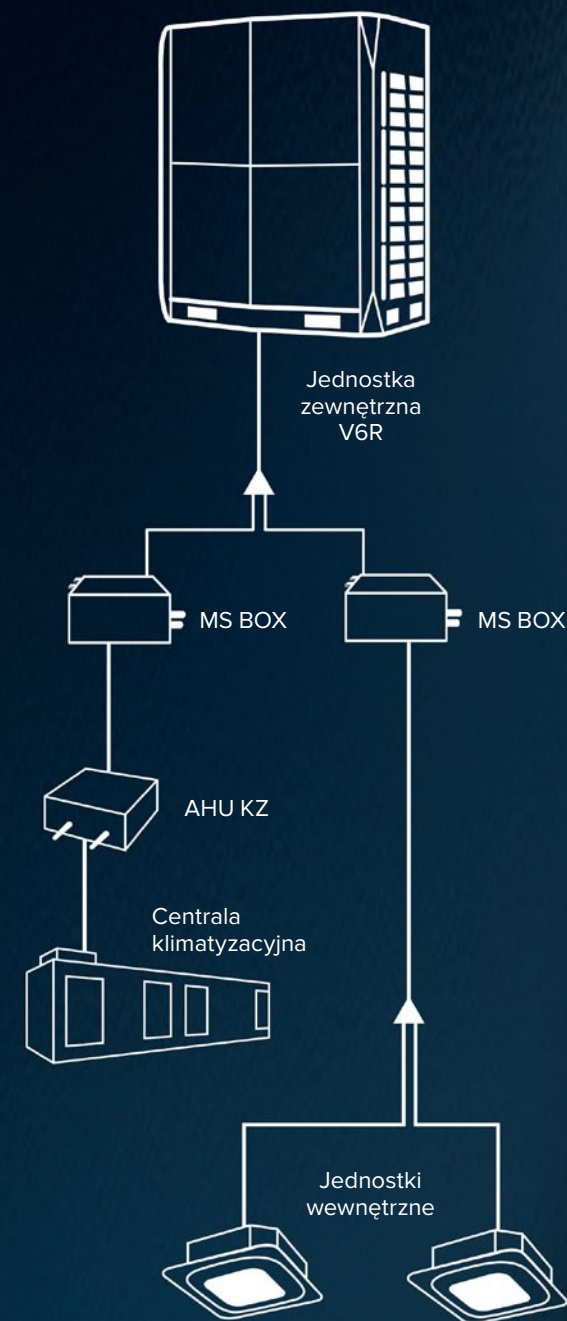 Jednostka
zewnętrzna
V6R
MS BOX
MS BOX
AHU KZ
Centrala
klimatyzacyjna
Jednostki
wewnętrzne